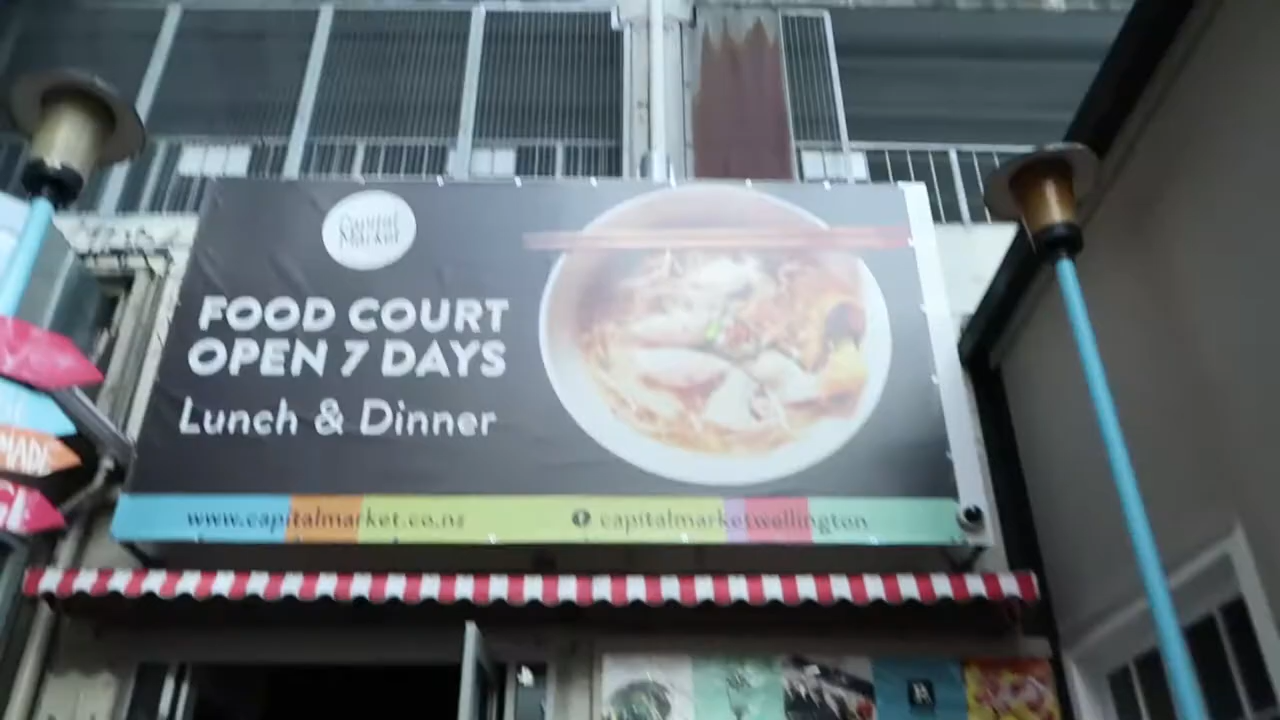 Capital
Market
FOOD COURT
OPEN 7 DAYS
Lunch & Dinner
www.capitalmarket.co.nz
capitalmarketwellington